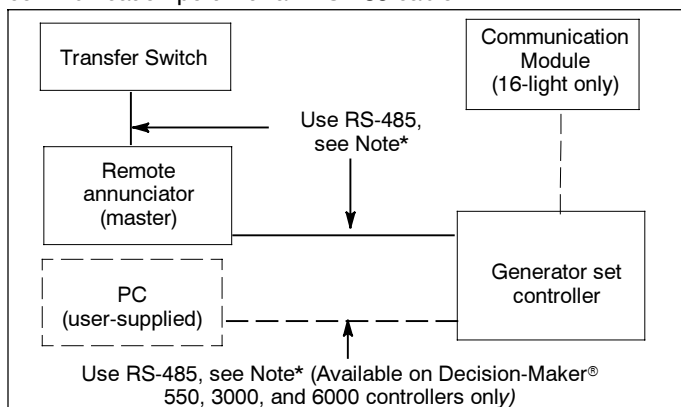 Transfer Switch
Communication
Module
(16-light only)
Use RS-485,
see Note*
Remote
annunciator
(master)
Generator set
controller
PC
(user-supplied)
Use RS-485, see Note* (Available on Decision-Maker®
550, 3000, and 6000 controllers only)